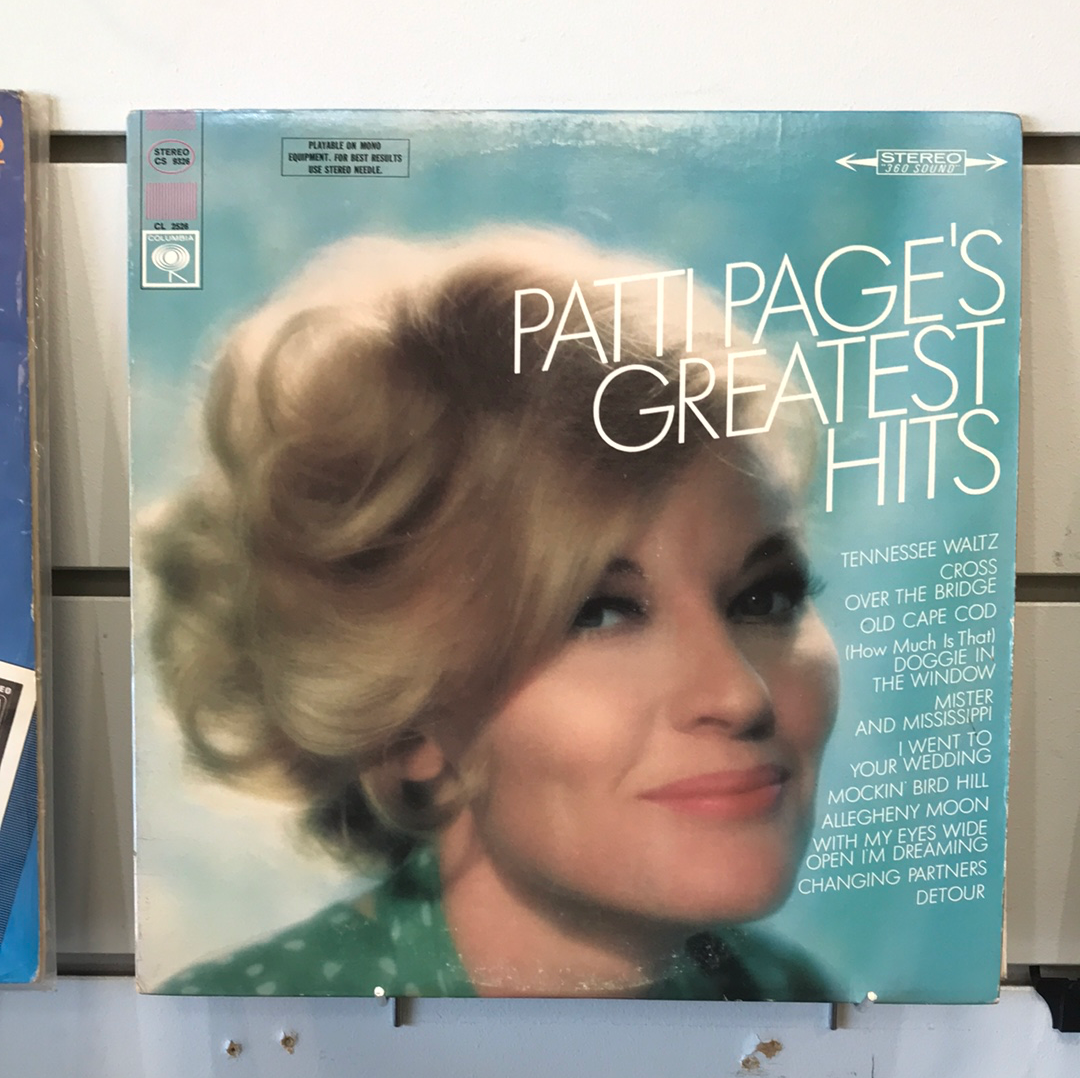 STEREO
CS 9326
CL 2526
COLUMBIA
PLAYABLE ON MONO
EQUIPMENT. FOR BEST RESULTS
USE STEREO NEEDLE.
STEREO
"360 SOUND"
PATTI PAGE'S
GREATEST
HITS
TENNESSEE WALTZ
CROSS
OVER THE BRIDGE
OLD CAPE COD
(How Much Is That)
DOGGIE IN
THE WINDOW
MISTER
AND MISSISSIPPI
I WENT TO
YOUR WEDDING
MOCKIN' BIRD HILL
ALLEGHENY MOON
WITH MY EYES WIDE
OPEN I'M DREAMING
CHANGING PARTNERS
DETOUR